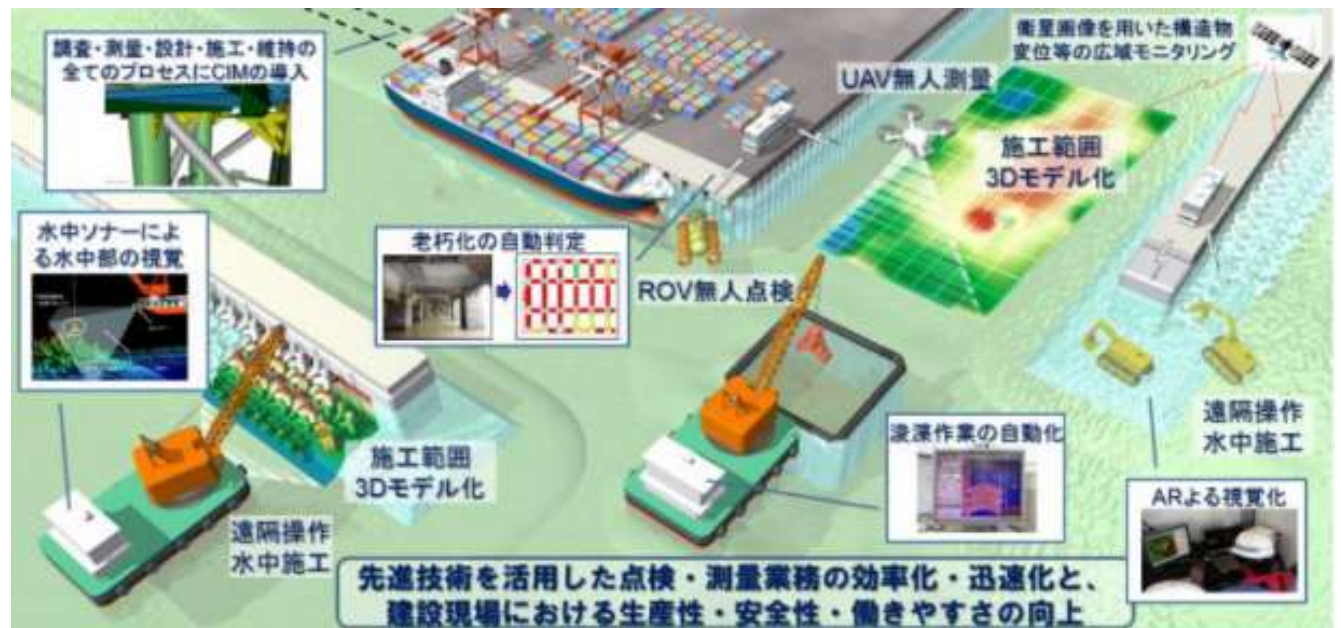 調査・測量・設計・施工・維持の
全てのプロセスにCIMの導入
衛星画像を用いた構造物
変位等の広域モニタリング
UAV無人測量
施工範囲
3Dモデル化
水中ソナーによ
る水中部の視覚
老朽化の自動判定
ROV無人点検
遠隔操作
水中施工
施工範囲
3Dモデル化
浚渫作業の自動化
ARよる視覚化
遠隔操作
水中施工
先進技術を活用した点検・測量業務の効率化・迅速化と、
建設現場における生産性・安全性・働きやすさの向上